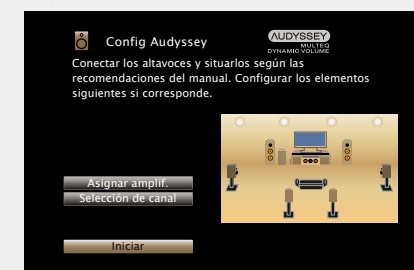 Config Audyssey
AUDYSSEY
MULTEQ
DYNAMIC VOLUME
Conectar los altavoces y situarlos según las
recomendaciones del manual. Configurar los elementos
siguientes si corresponde.
Asignar amplif.
Selección de canal
Iniciar